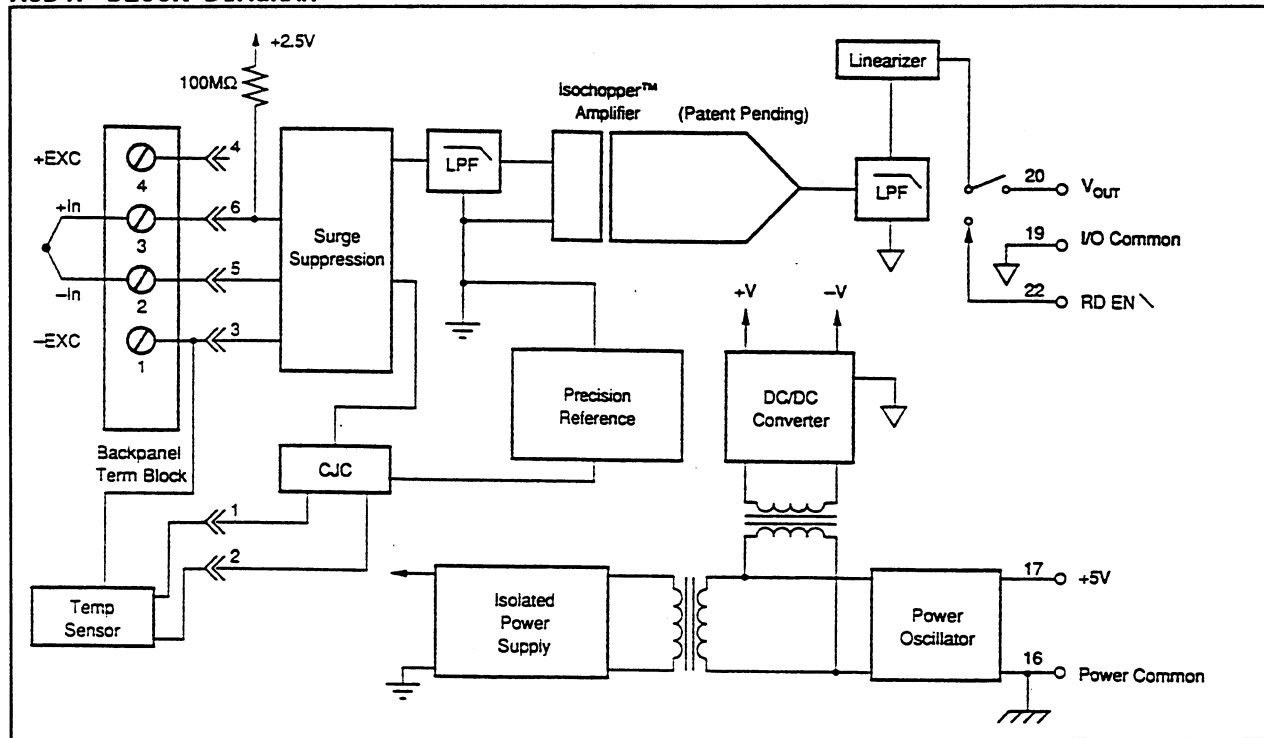 +2.5V
100MΩ
Linearizer
Isochopper™
Amplifier
(Patent Pending)
+EXC
4
4
LPF
20
VOUT
+In
6
3
Surge
Suppression
LPF
19
I/O Common
5
−In
2
+V
−V
22
RD EN \
−EXC
3
1
Precision
Reference
DC/DC
Converter
Backpanel
Term Block
CJC
1
2
17
+5V
Temp
Sensor
Isolated
Power
Supply
Power
Oscillator
16
Power Common